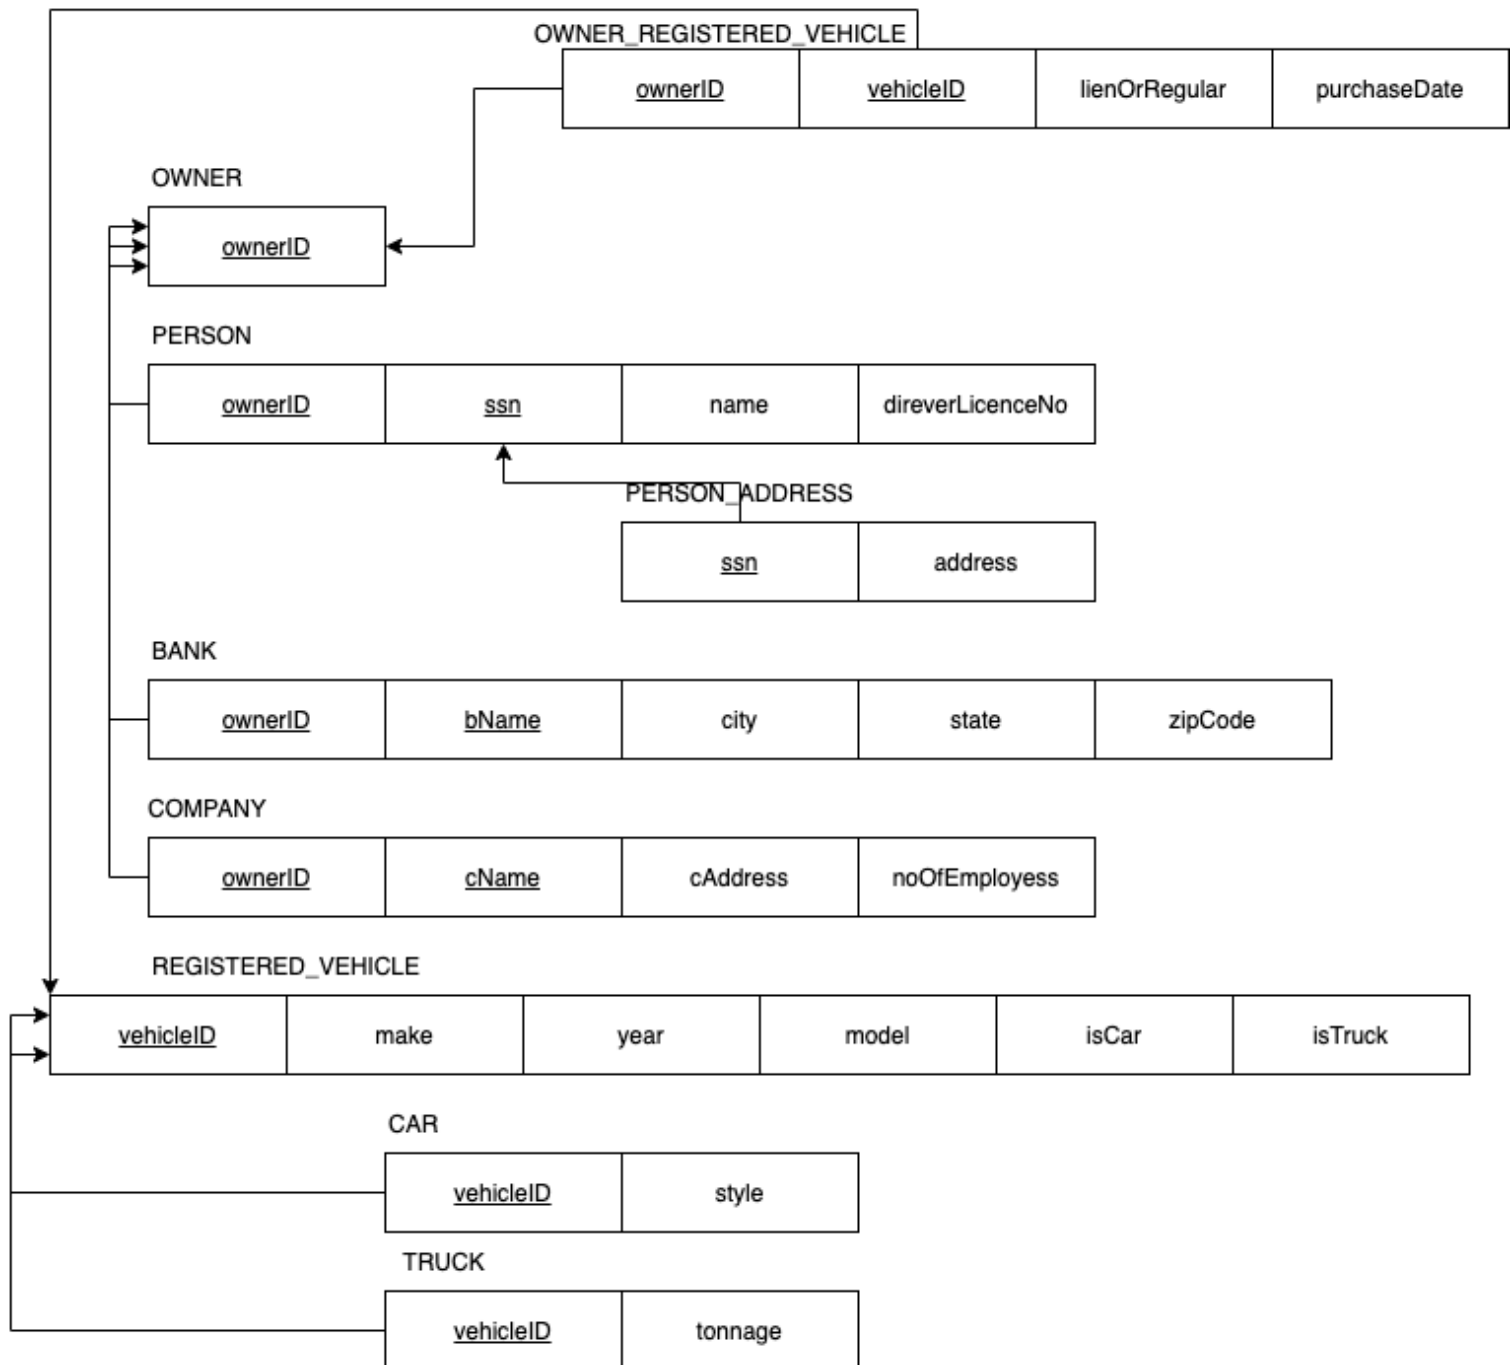 OWNER_REGISTERED_VEHICLE
ownerID vehicleID lienOrRegular purchaseDate
OWNER
ownerID
PERSON
ownerID ssn name direverLicenceNo
PERSON_ADDRESS
ssn address
BANK
ownerID bName city state zipCode
COMPANY
ownerID cName cAddress noOfEmployess
REGISTERED_VEHICLE
vehicleID make year model isCar isTruck
CAR
vehicleID style
TRUCK
vehicleID tonnage